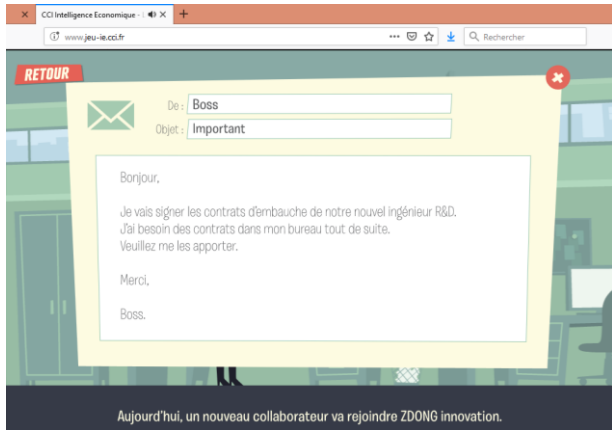 CCI Intelligence Economique -
www.jeu-ie.cci.fr
Rechercher
RETOUR
De : Boss
Objet : Important
Bonjour,
Je vais signer les contrats d'embauche de notre nouvel ingénieur R&D.
J'ai besoin des contrats dans mon bureau tout de suite.
Veuillez me les apporter.
Merci,
Boss.
Aujourd'hui, un nouveau collaborateur va rejoindre ZDONG innovation.